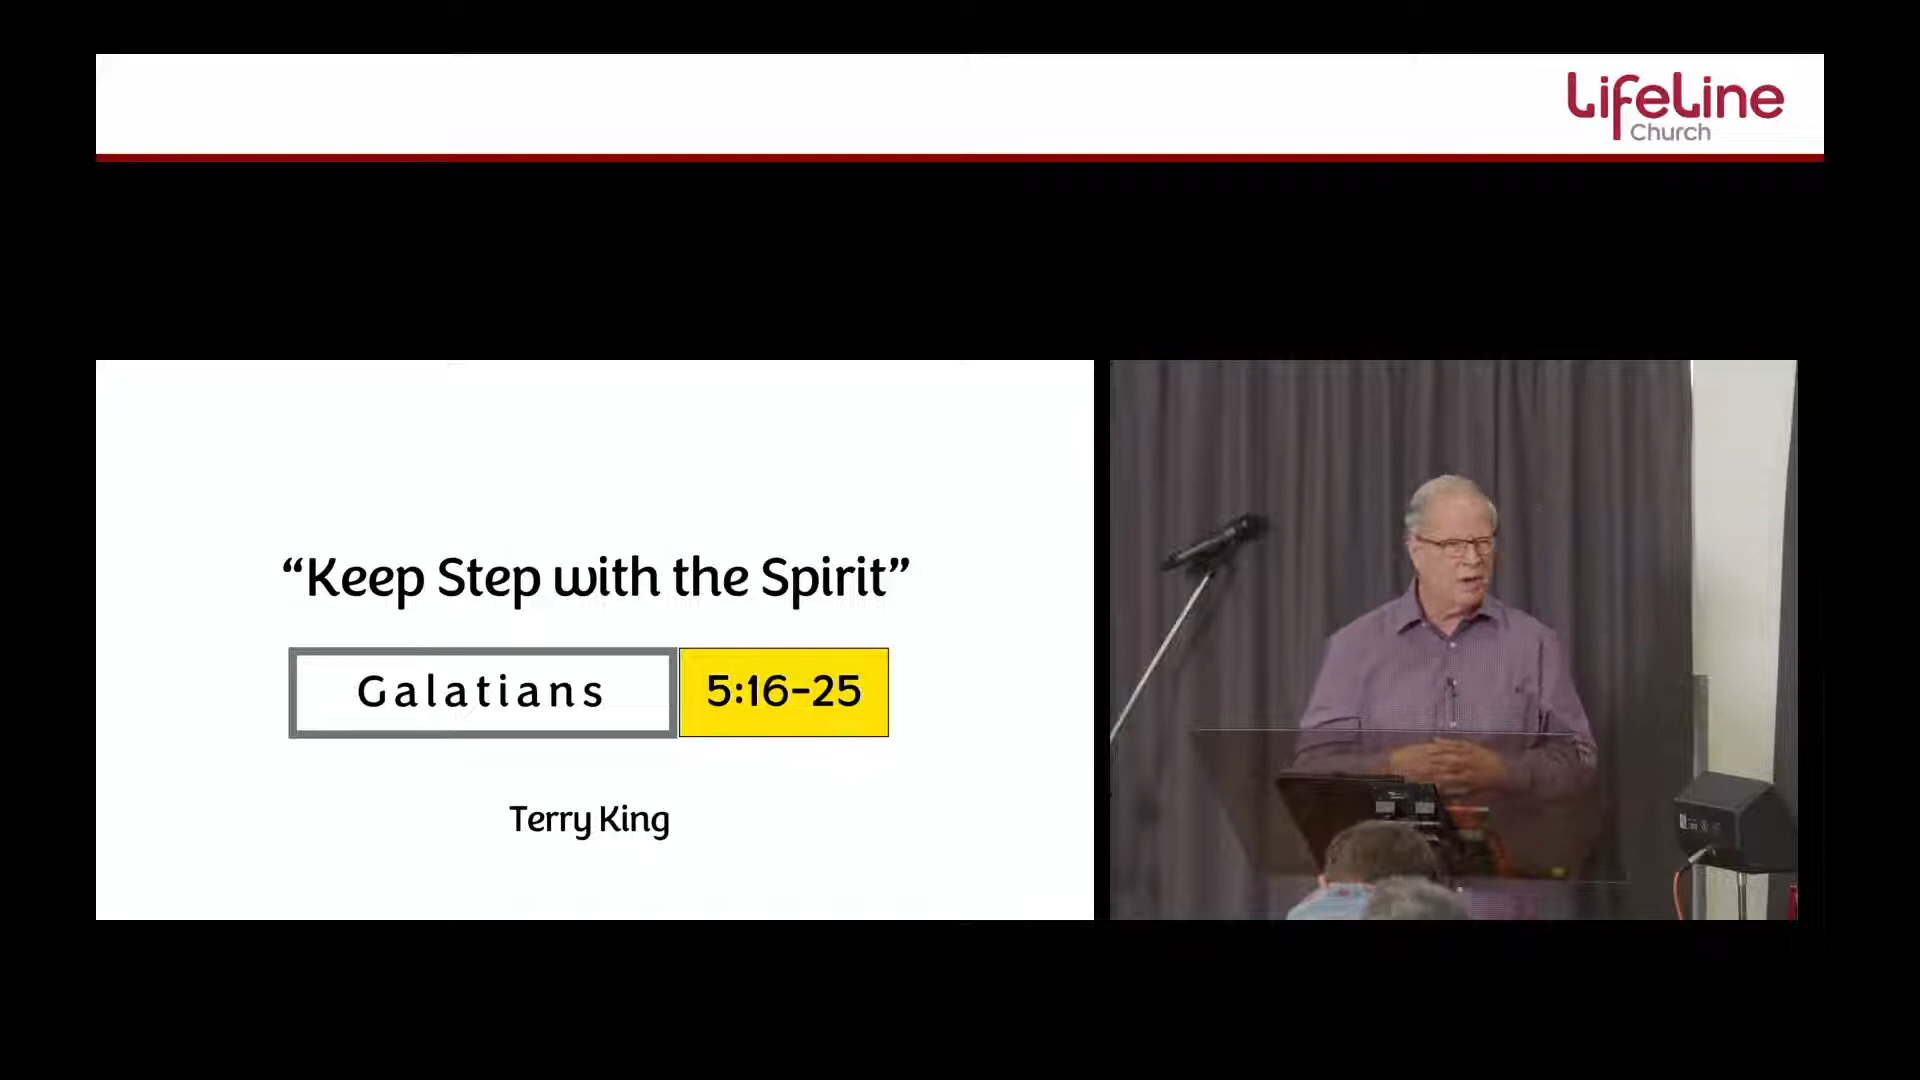 LifeLine
Church
“Keep Step with the Spirit”
Galatians 5:16-25
Terry King